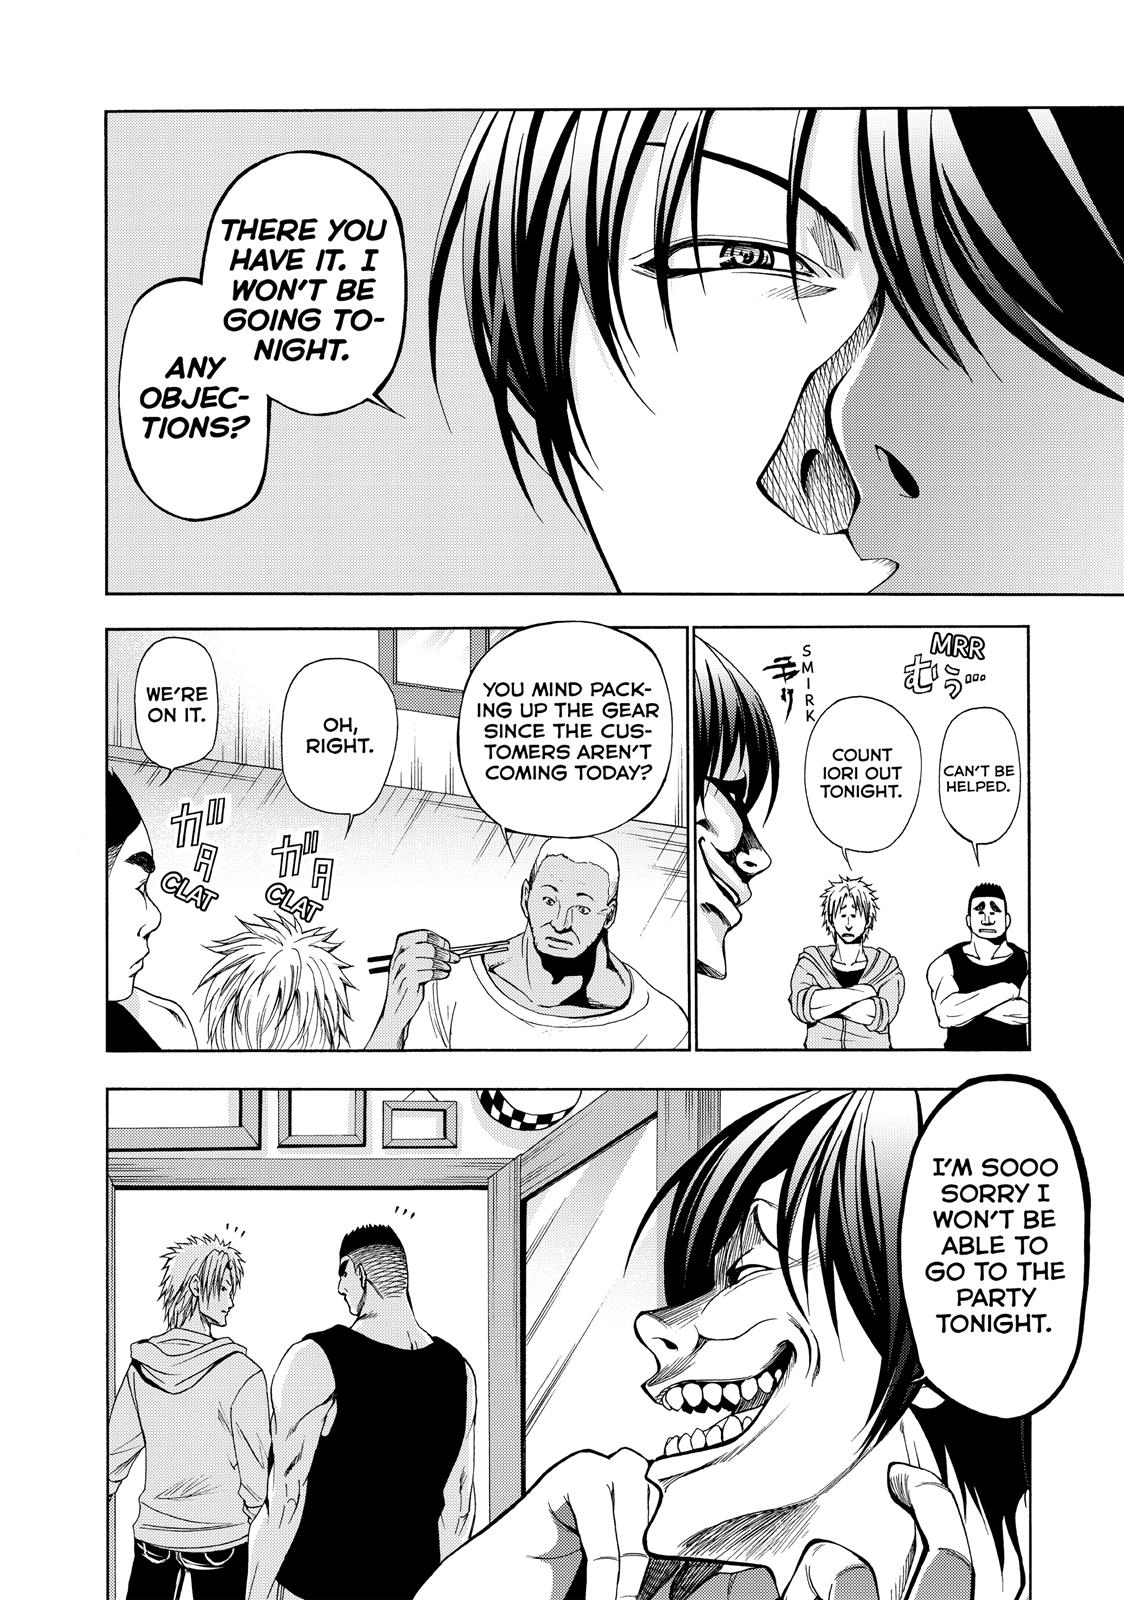 THERE YOU
HAVE IT. I
WON'T BE
GOING TO-
NIGHT.
ANY
OBJEC-
TIONS?
MRR
むぅ…
CAN'T BE
HELPED.
COUNT
IORI OUT
TONIGHT.
SMIRK
ニヤリ
YOU MIND PACK-
ING UP THE GEAR
SINCE THE CUS-
TOMERS AREN'T
COMING TODAY?
OH,
RIGHT.
WE'RE
ON IT.
ガタ
CLAT
ガタ
CLAT
I'M SOOO
SORRY I
WON'T BE
ABLE TO
GO TO THE
PARTY
TONIGHT.